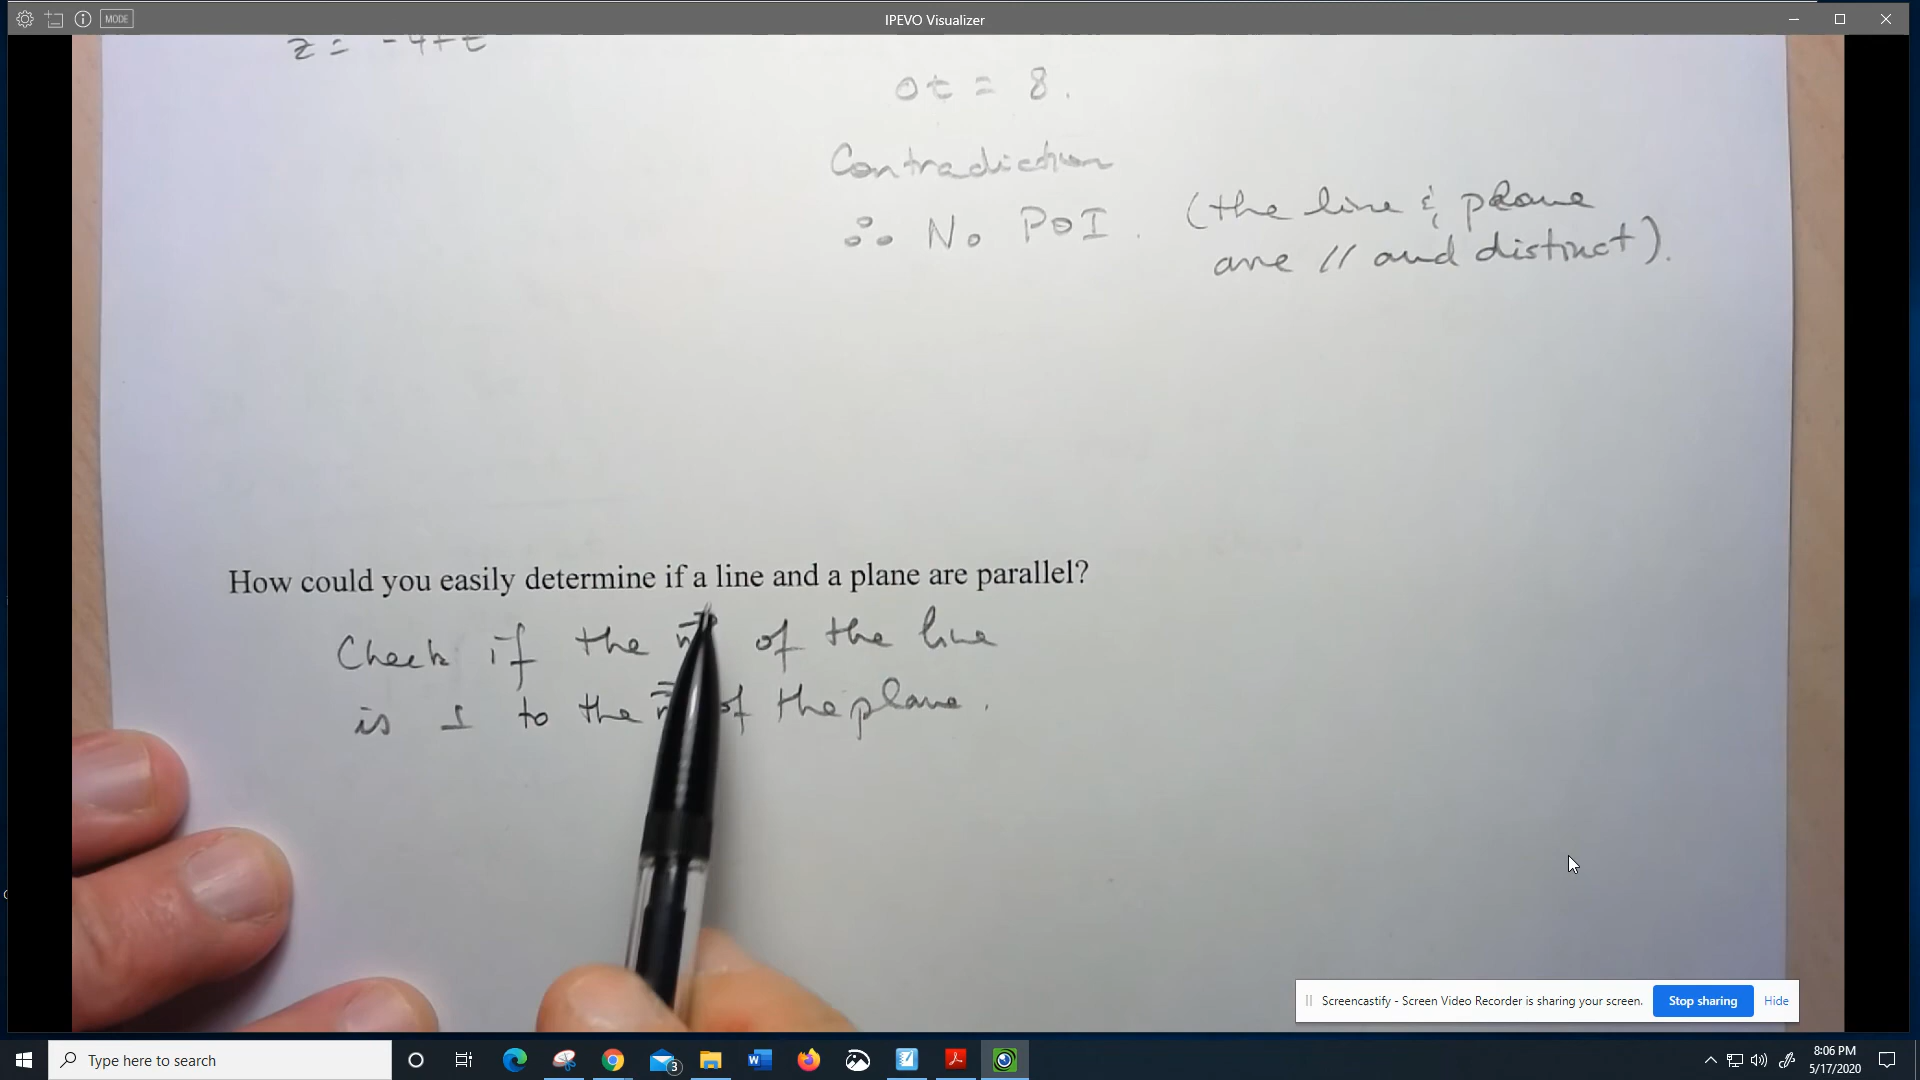 MODE
IPEVO Visualizer
z = -4+t
0t = 8.
Contradiction
∴ No POI. (the line & plane
are // and distinct).
How could you easily determine if a line and a plane are parallel?
Check if the of the line
is ⊥ to the of the plane.
Screencastify - Screen Video Recorder is sharing your screen.
Stop sharing
Hide
Type here to search
3
8:06 PM
5/17/2020